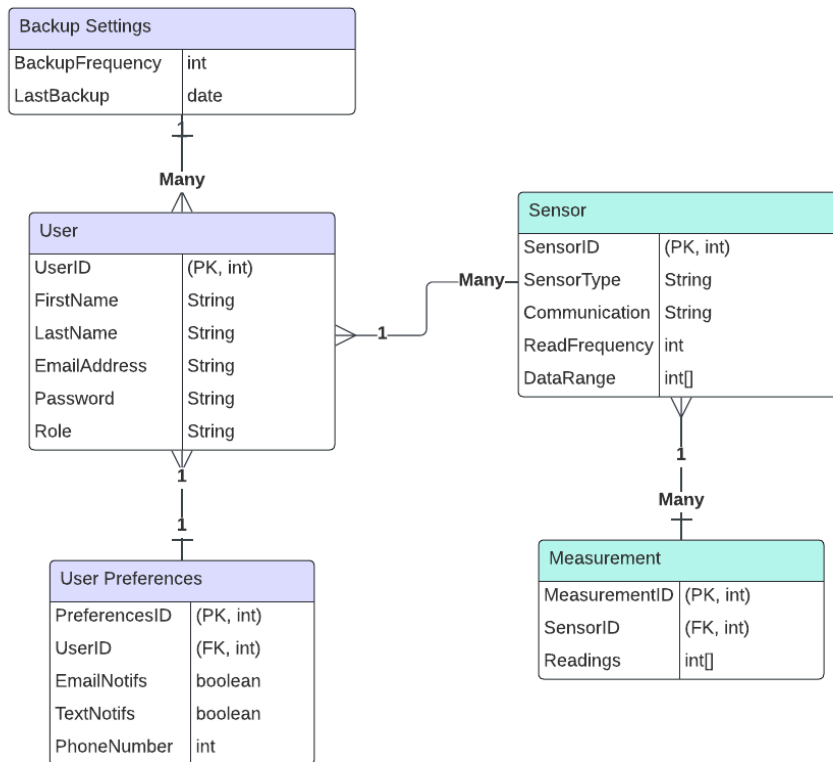 Backup Settings
BackupFrequency int
LastBackup date
1
Many
User
UserID (PK, int)
FirstName String
LastName String
EmailAddress String
Password String
Role String
1
Many
Sensor
SensorID (PK, int)
SensorType String
Communication String
ReadFrequency int
DataRange int[]
1
1
User Preferences
PreferencesID (PK, int)
UserID (FK, int)
EmailNotifs boolean
TextNotifs boolean
PhoneNumber int
1
Many
Measurement
MeasurementID (PK, int)
SensorID (FK, int)
Readings int[]